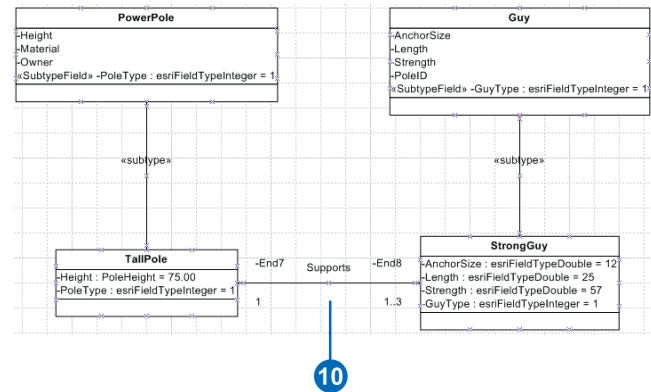 PowerPole
-Height
-Material
-Owner
«SubtypeField» -PoleType : esriFieldTypeInteger = 1
Guy
-AnchorSize
-Length
-Strength
-PoleID
«SubtypeField» -GuyType : esriFieldTypeInteger = 1
«subtype»
«subtype»
TallPole
-Height : PoleHeight = 75.00
-PoleType : esriFieldTypeInteger = 1
-End7
Supports
-End8
1
1..3
StrongGuy
-AnchorSize : esriFieldTypeDouble = 12
-Length : esriFieldTypeDouble = 25
-Strength : esriFieldTypeDouble = 57
-GuyType : esriFieldTypeInteger = 1
10